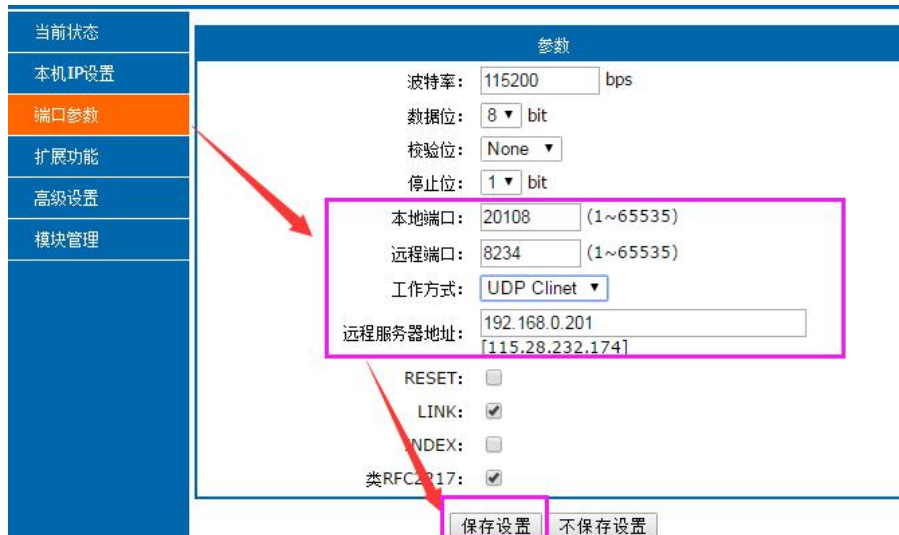 当前状态
本机IP设置
端口参数
扩展功能
高级设置
模块管理
参数
波特率: 115200 bps
数据位: 8 bit
校验位: None
停止位: 1 bit
本地端口: 20108 (1~65535)
远程端口: 8234 (1~65535)
工作方式: UDP Clinet
远程服务器地址: 192.168.0.201
[115.28.232.174]
RESET:
LINK:
INDEX:
类RFC2217:
保存设置 不保存设置